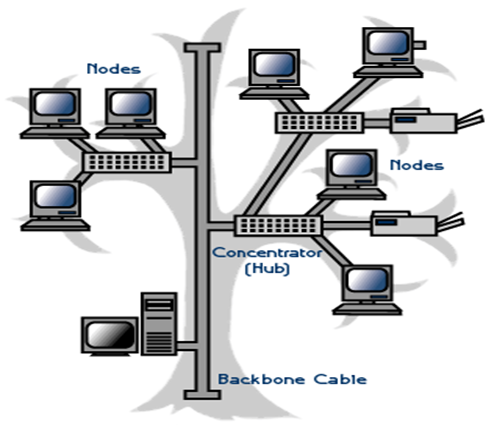 Nodes
Nodes
Concentrator
(Hub)
Backbone Cable